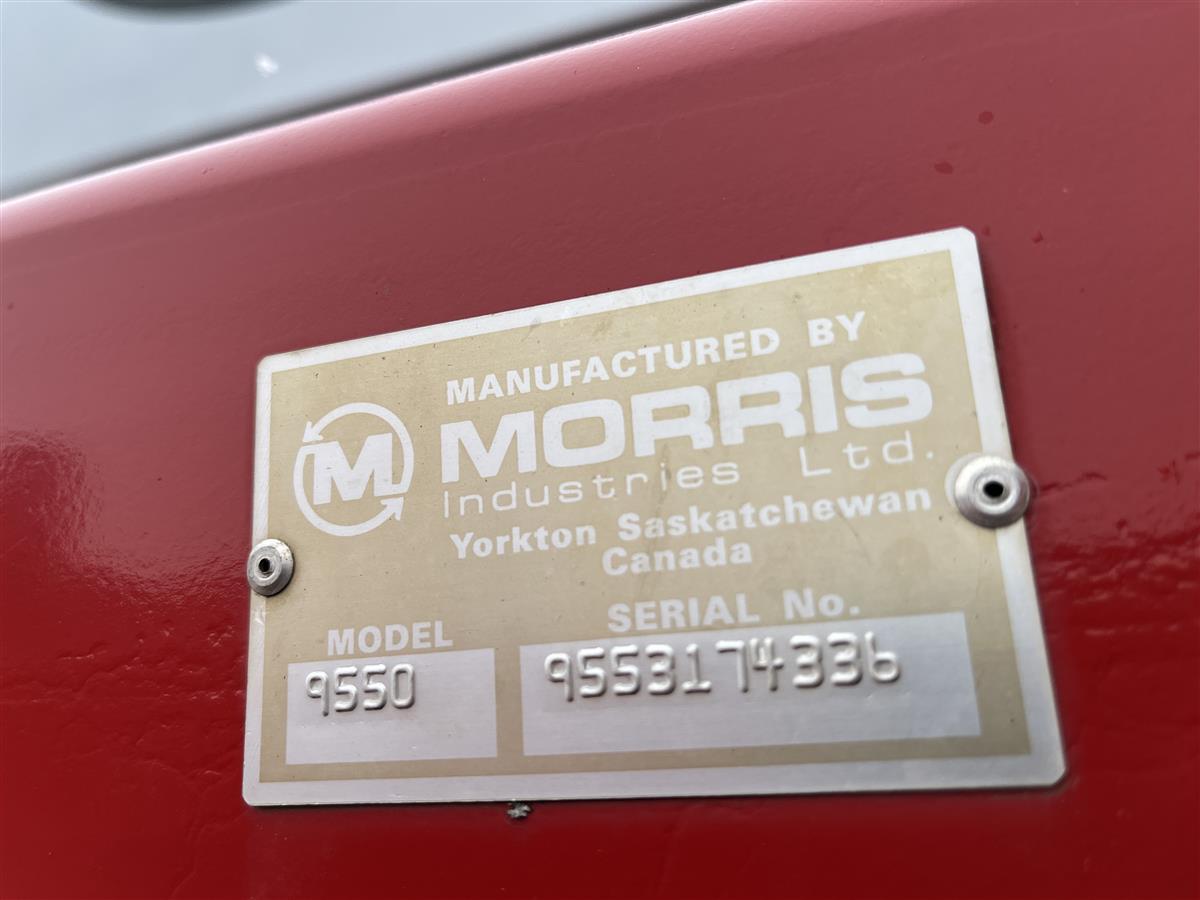 MANUFACTURED BY
M MORRIS
Industries Ltd.
Yorkton Saskatchewan
Canada
MODEL SERIAL No.
9550 9553174336